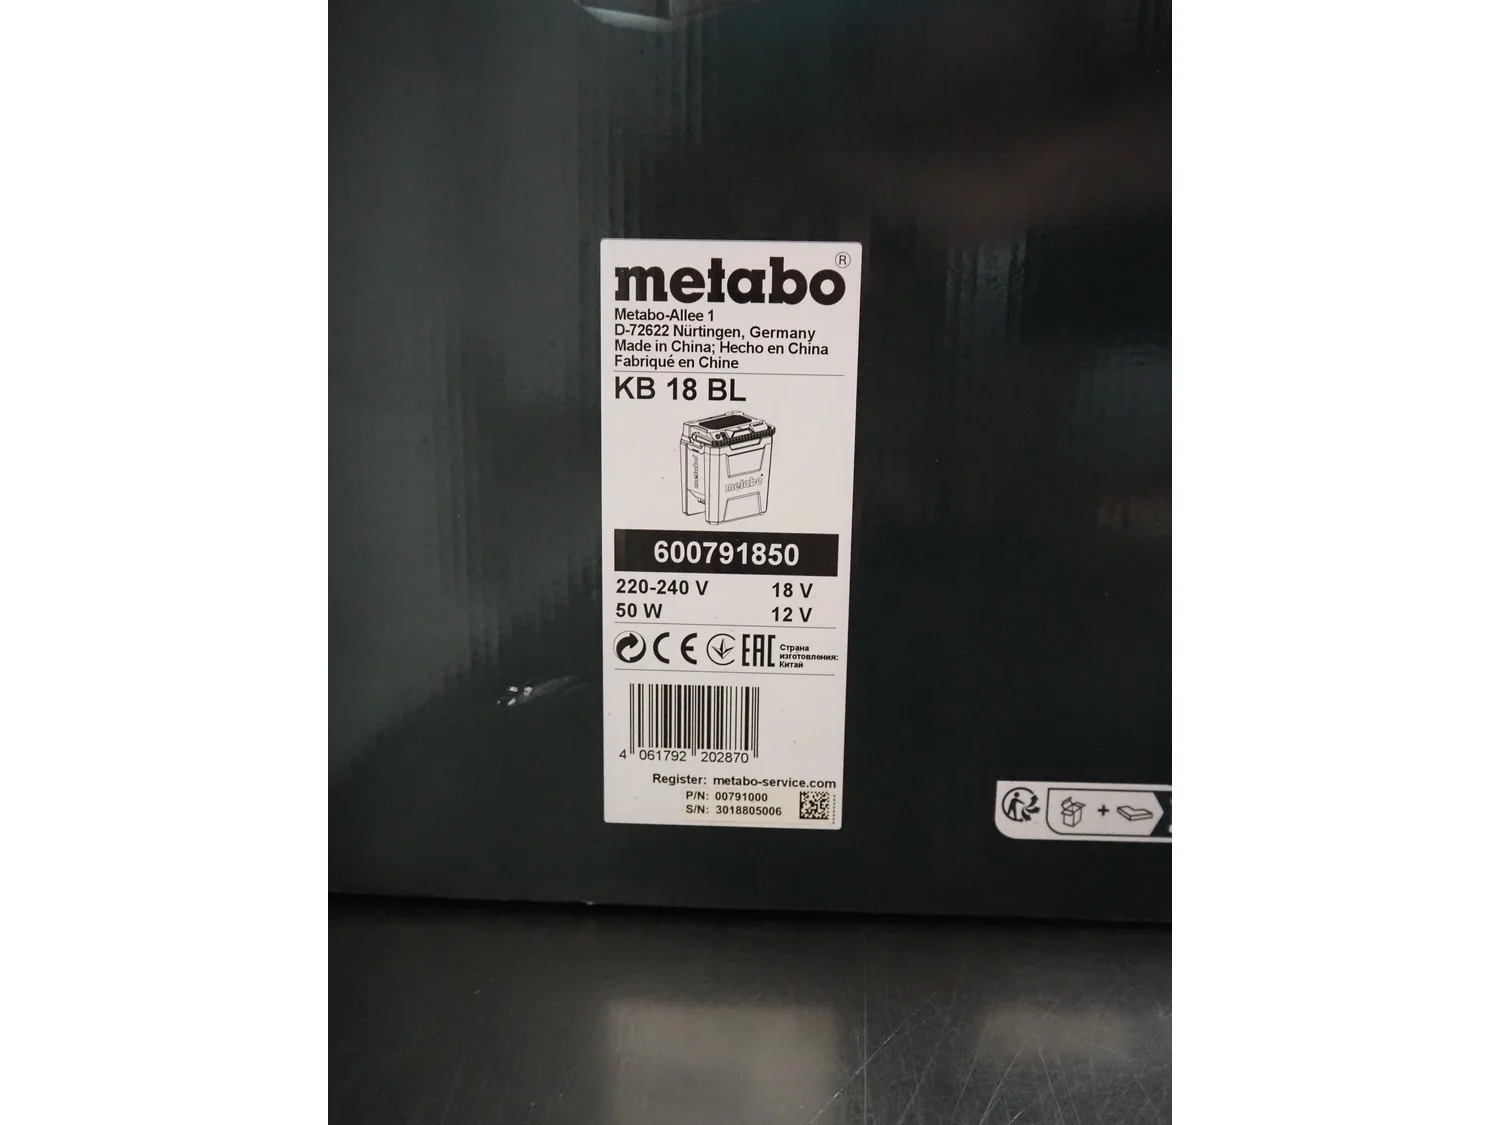 metabo®
Metabo-Allee 1
D-72622 Nürtingen, Germany
Made in China; Hecho en China
Fabriqué en Chine
KB 18 BL
metabo
metabo
600791850
220-240 V 18 V
50 W 12 V
CE EAC Страна
изготовления:
Китай
4 061792 202870
Register: metabo-service.com
P/N: 00791000
S/N: 3018805006
+